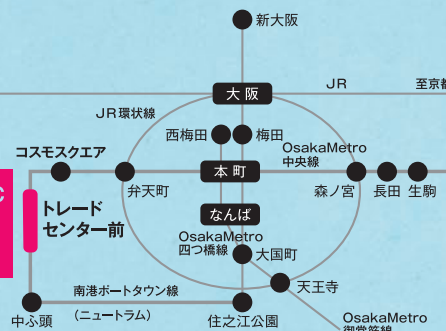 新大阪
大阪
JR
JR環状線
西梅田
梅田
コスモスクエア
OsakaMetro
中央線
本町
弁天町
森ノ宮
長田
生駒
トレード
センター前
なんば
OsakaMetro
四つ橋線
大国町
天王寺
南港ポートタウン線
(ニュートラム)
中ふ頭
住之江公園
OsakaMetro